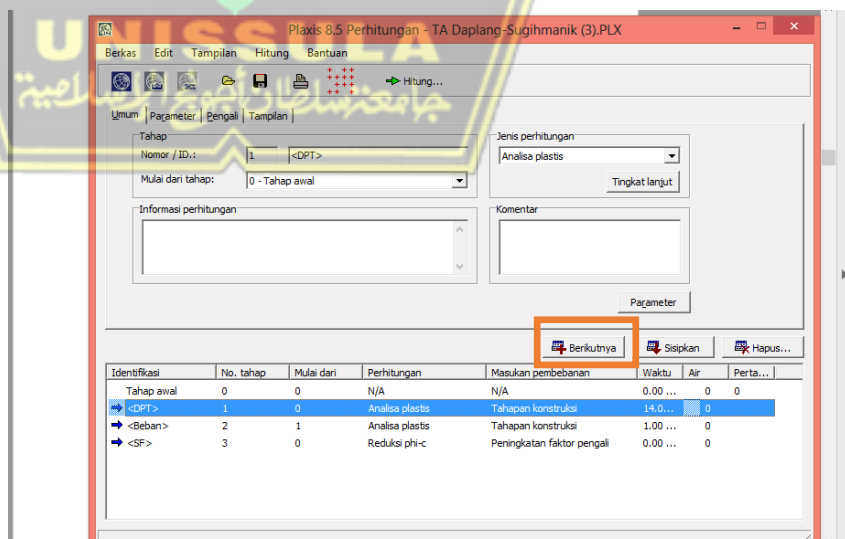 UNISSULA
جامعنسلطان أجونج الإسلامية
Plaxis 8.5 Perhitungan - TA Daplang-Sugihmanik (3).PLX
Berkas Edit Tampilan Hitung Bantuan
Hitung...
Umum Parameter Pengali Tampilan
Tahap
Nomor / ID.: 1 <DPT>
Mulai dari tahap: 0 - Tahap awal
Jenis perhitungan
Analisa plastis
Tingkat lanjut
Informasi perhitungan
Komentar
Parameter
Berikutnya Sisipkan Hapus...
Identifikasi No. tahap Mulai dari Perhitungan Masukan pembebanan Waktu Air Perta...
Tahap awal 0 0 N/A N/A 0.00 ... 0 0
<DPT> 1 0 Analisa plastis Tahapan konstruksi 14.0... 0
<Beban> 2 1 Analisa plastis Tahapan konstruksi 1.00 ... 0
<SF> 3 0 Reduksi phi-c Peningkatan faktor pengali 0.00 ... 0